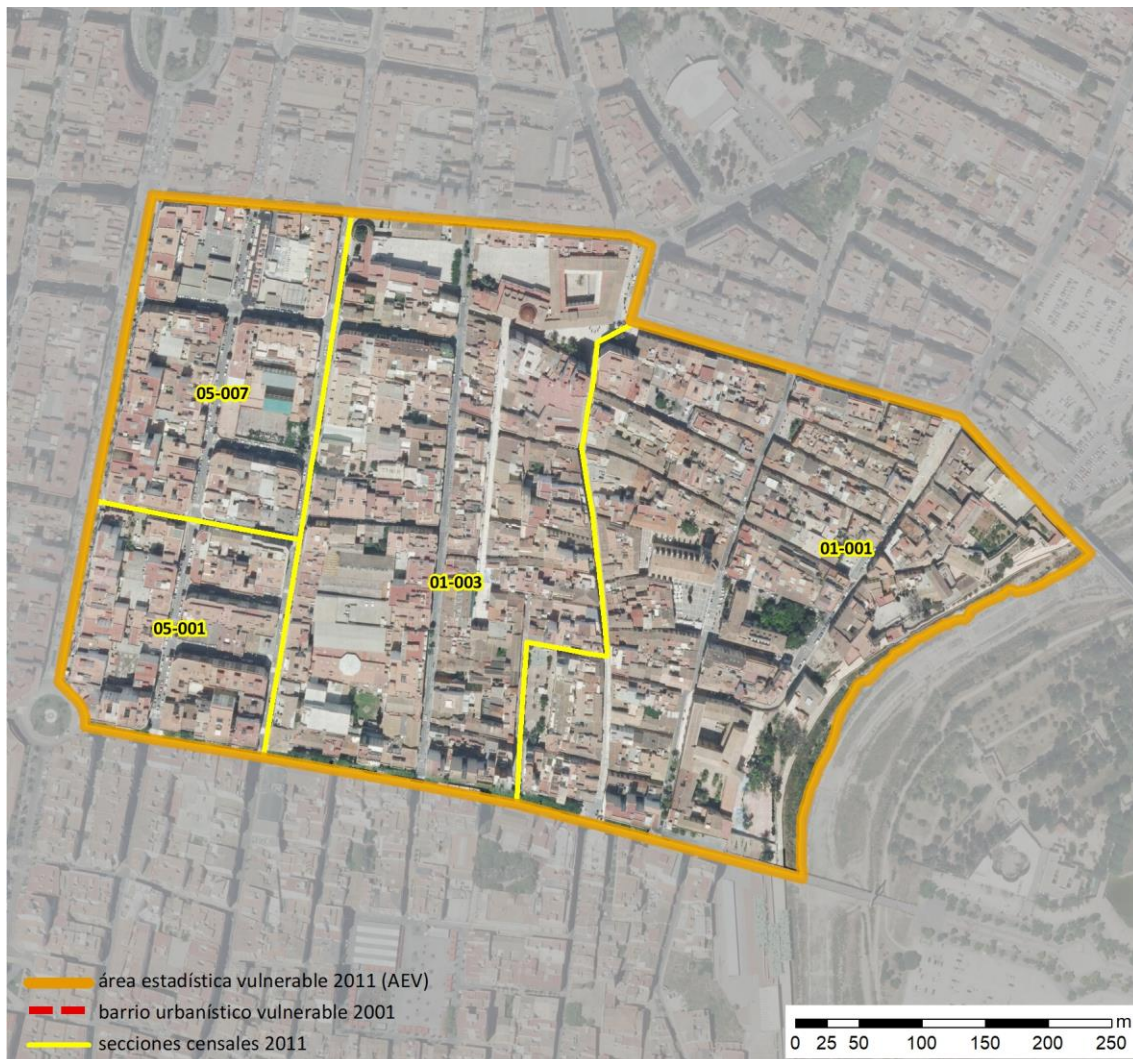 05-007
01-001
01-003
05-001
área estadística vulnerable 2011 (AEV)
barrio urbanístico vulnerable 2001
secciones censales 2011
m
0 25 50 100 150 200 250